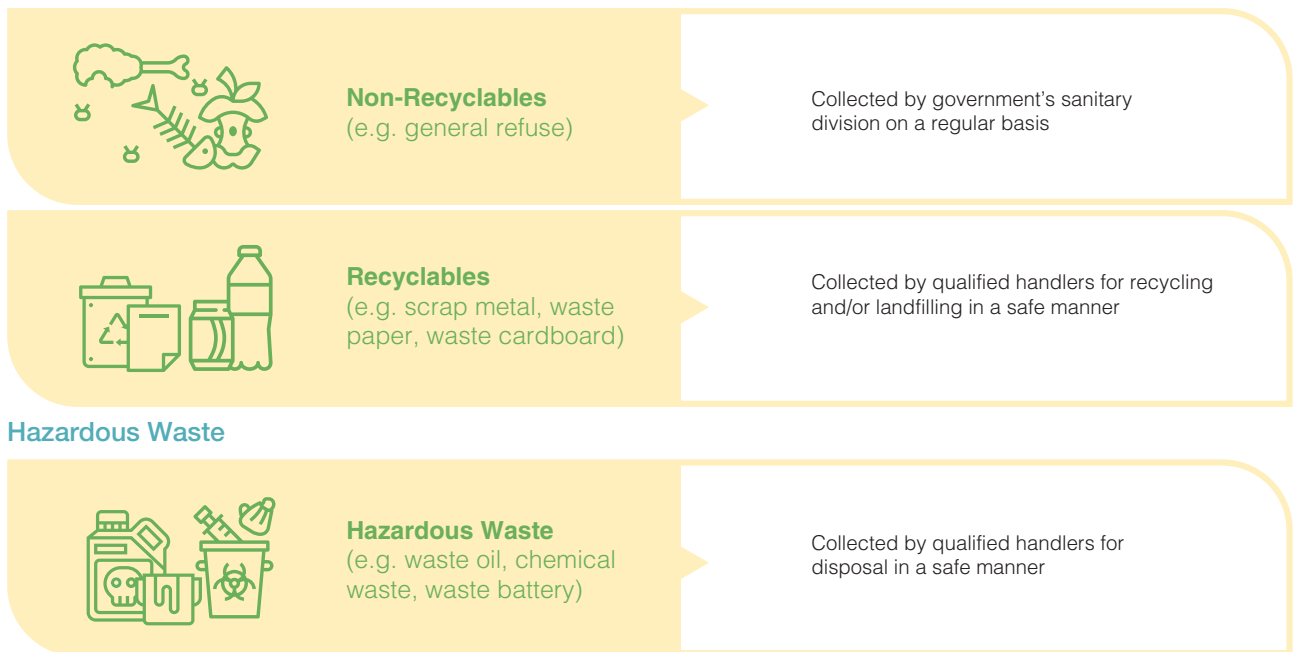 Non-Recyclables
(e.g. general refuse)
Collected by government's sanitary
division on a regular basis
Recyclables
(e.g. scrap metal, waste
paper, waste cardboard)
Collected by qualified handlers for recycling
and/or landfilling in a safe manner
Hazardous Waste
Hazardous Waste
(e.g. waste oil, chemical
waste, waste battery)
Collected by qualified handlers for
disposal in a safe manner